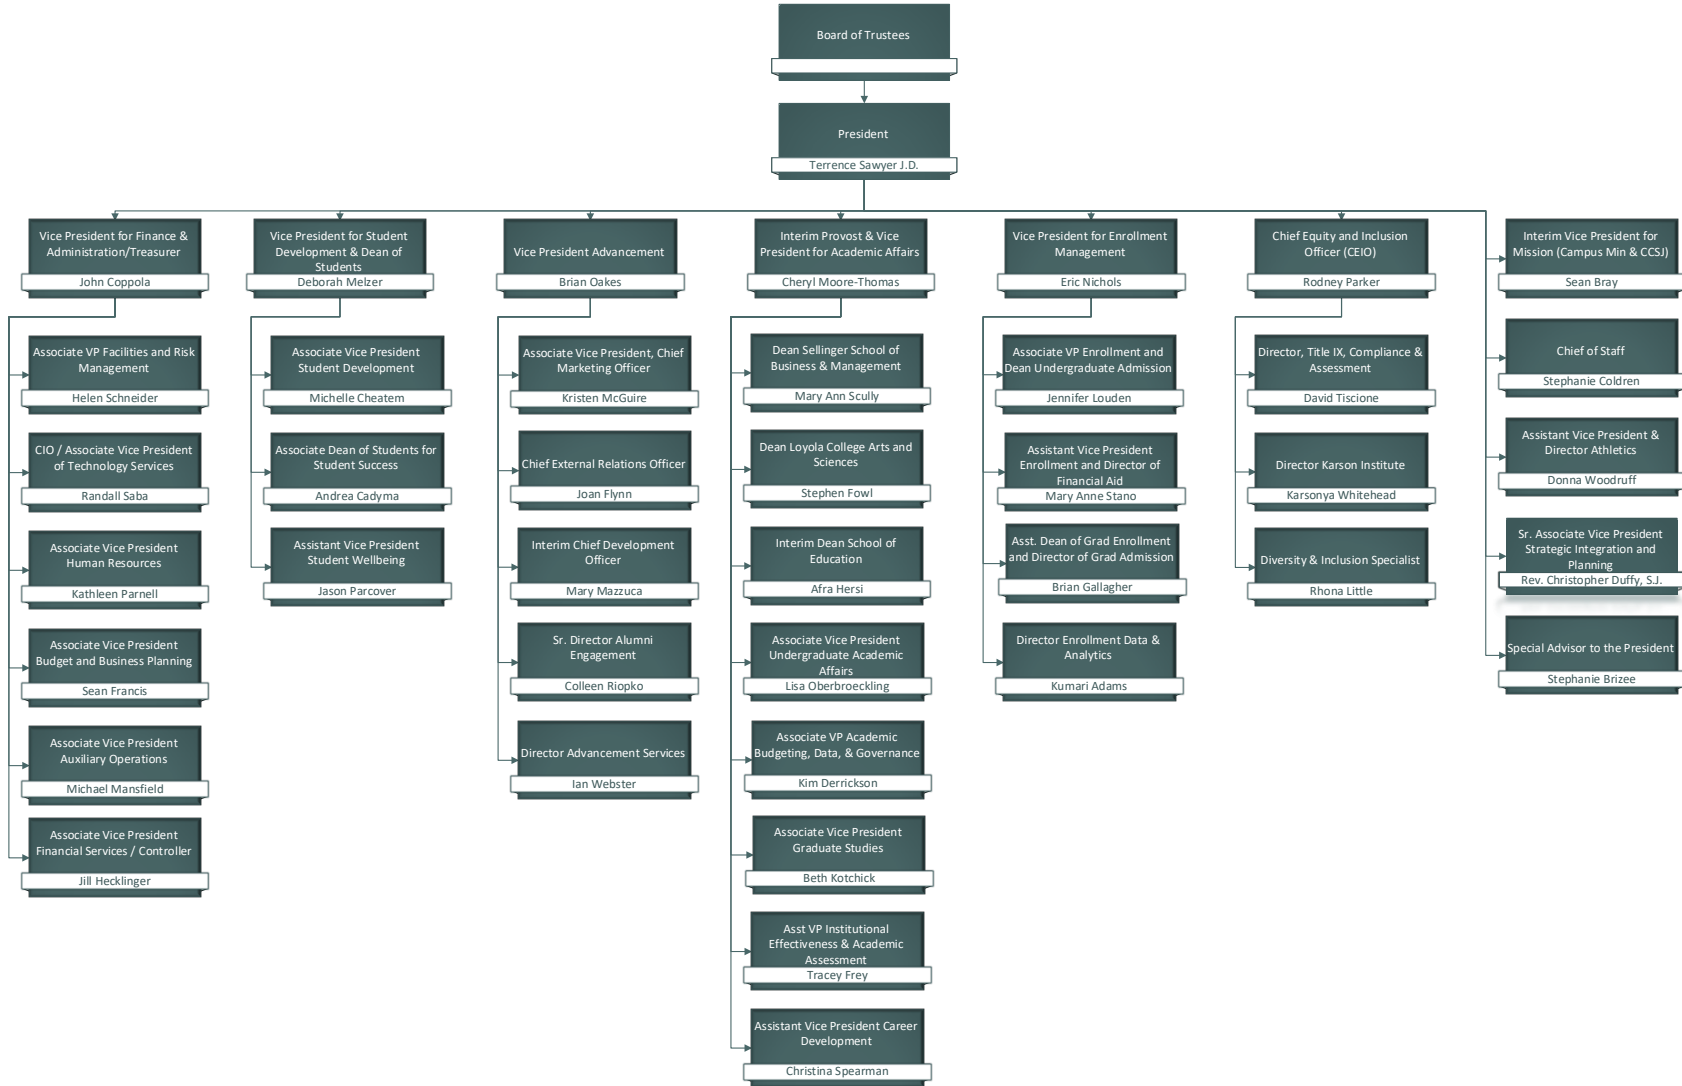 Board of Trustees
President
Terrence Sawyer J.D.
Vice President for Finance &
Administration/Treasurer
John Coppola
Associate VP Facilities and Risk
Management
Helen Schneider
CIO / Associate Vice President
of Technology Services
Randall Saba
Associate Vice President
Human Resources
Kathleen Parnell
Associate Vice President
Budget and Business Planning
Sean Francis
Associate Vice President
Auxiliary Operations
Michael Mansfield
Associate Vice President
Financial Services / Controller
Jill Hecklinger
Vice President for Student
Development & Dean of
Students
Deborah Melzer
Associate Vice President
Student Development
Michelle Cheatem
Associate Dean of Students for
Student Success
Andrea Cadyma
Assistant Vice President
Student Wellbeing
Jason Parcover
Vice President Advancement
Brian Oakes
Associate Vice President, Chief
Marketing Officer
Kristen McGuire
Chief External Relations Officer
Joan Flynn
Interim Chief Development
Officer
Mary Mazzuca
Sr. Director Alumni
Engagement
Colleen Riopko
Director Advancement Services
Ian Webster
Interim Provost & Vice
President for Academic Affairs
Cheryl Moore-Thomas
Dean Sellinger School of
Business & Management
Mary Ann Scully
Dean Loyola College Arts and
Sciences
Stephen Fowl
Interim Dean School of
Education
Afra Hersi
Associate Vice President
Undergraduate Academic
Affairs
Lisa Oberbroeckling
Associate VP Academic
Budgeting, Data, & Governance
Kim Derrickson
Associate Vice President
Graduate Studies
Beth Kotchick
Asst VP Institutional
Effectiveness & Academic
Assessment
Tracey Frey
Assistant Vice President Career
Development
Christina Spearman
Vice President for Enrollment
Management
Eric Nichols
Associate VP Enrollment and
Dean Undergraduate Admission
Jennifer Louden
Assistant Vice President
Enrollment and Director of
Financial Aid
Mary Anne Stano
Asst. Dean of Grad Enrollment
and Director of Grad Admission
Brian Gallagher
Director Enrollment Data &
Analytics
Kumari Adams
Chief Equity and Inclusion
Officer (CEIO)
Rodney Parker
Director, Title IX, Compliance &
Assessment
David Tiscione
Director Karson Institute
Karsonya Whitehead
Diversity & Inclusion Specialist
Rhona Little
Interim Vice President for
Mission (Campus Min & CCSJ)
Sean Bray
Chief of Staff
Stephanie Coldren
Assistant Vice President &
Director Athletics
Donna Woodruff
Sr. Associate Vice President
Strategic Integration and
Planning
Rev. Christopher Duffy, S.J.
Special Advisor to the President
Stephanie Brizee